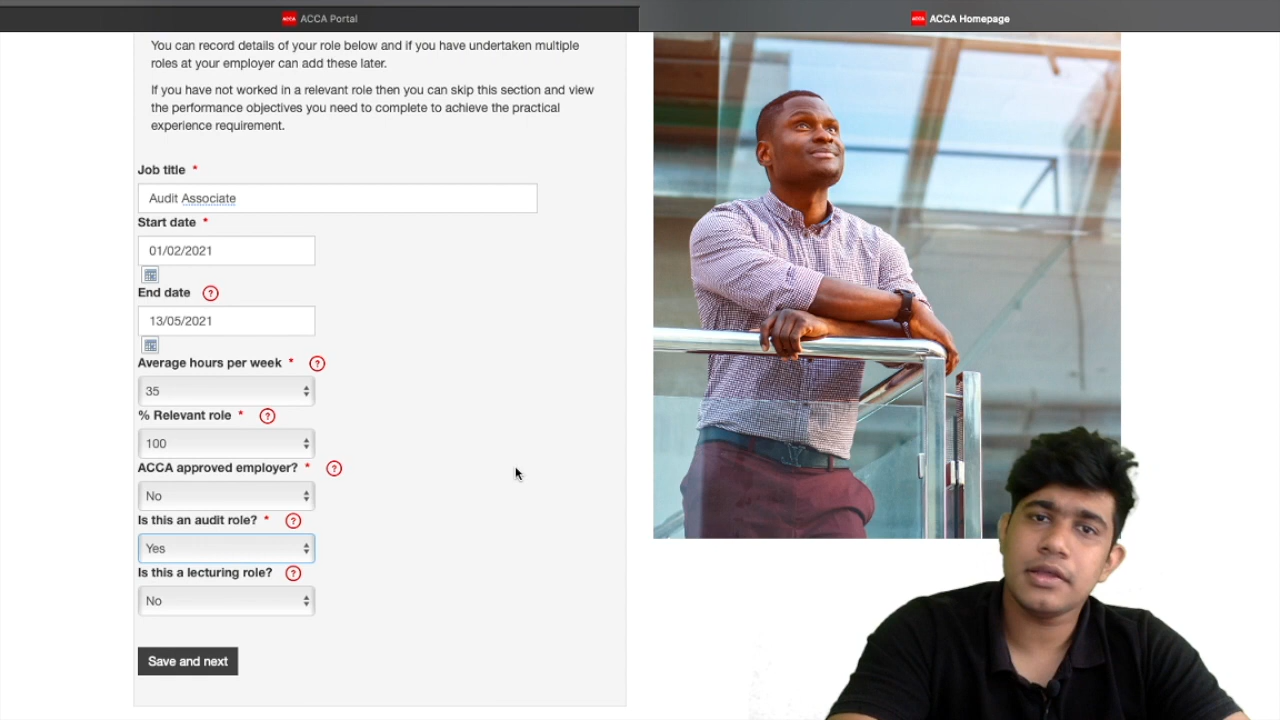 ACCA Portal
ACCA Homepage
You can record details of your role below and if you have undertaken multiple
roles at your employer can add these later.
If you have not worked in a relevant role then you can skip this section and view
the performance objectives you need to complete to achieve the practical
experience requirement.
Job title *
Audit Associate
Start date *
01/02/2021
End date ?
13/05/2021
Average hours per week * ?
35
% Relevant role * ?
100
ACCA approved employer? * ?
No
Is this an audit role? * ?
Yes
Is this a lecturing role? ?
No
Save and next